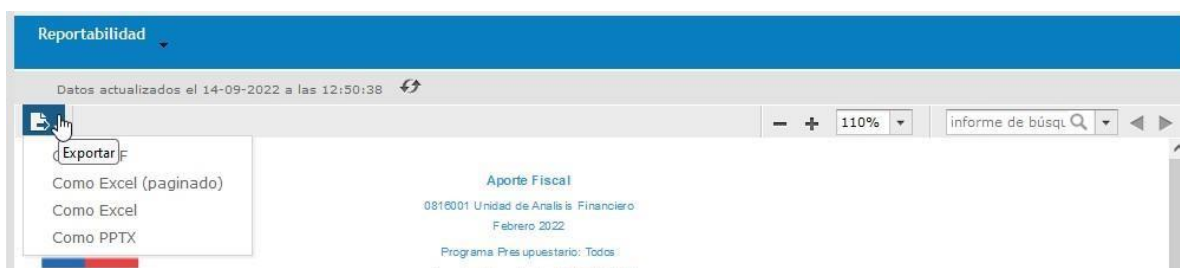 Reportabilidad
Datos actualizados el 14-09-2022 a las 12:50:38
110%
informe de búsqu
Exportar
Como Excel (paginado)
Como Excel
Como PPTX
Aporte Fiscal
0816001 Unidad de Analisis Financiero
Febrero 2022
Programa Presupuestario: Todos